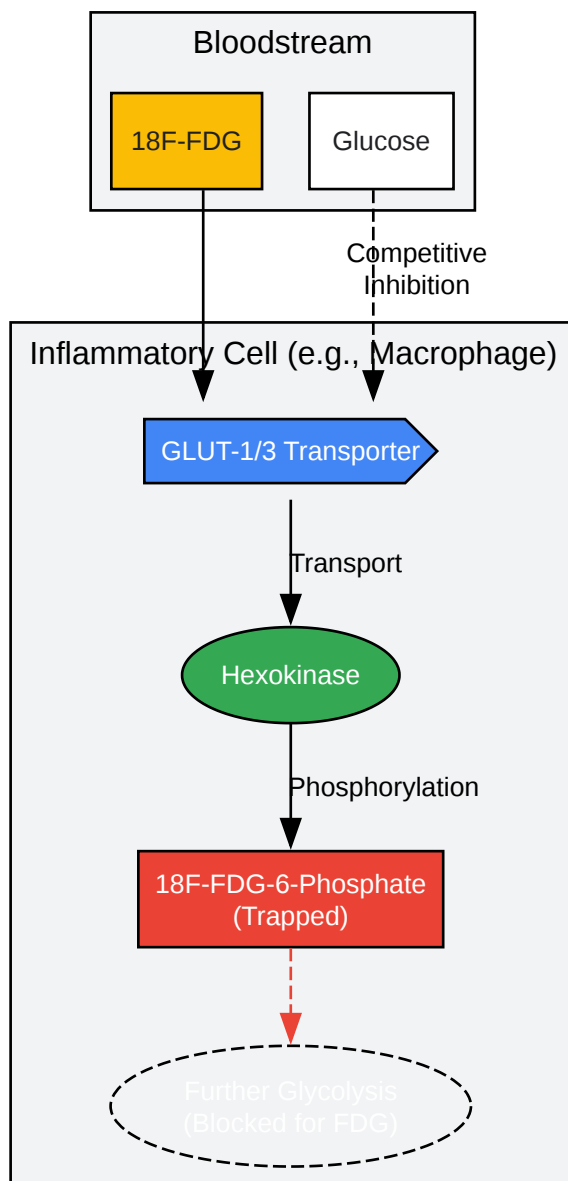 Bloodstream
18F-FDG
Glucose
Competitive
Inhibition
Inflammatory Cell (e.g., Macrophage)
GLUT-1/3 Transporter
Transport
Hexokinase
Phosphorylation
18F-FDG-6-Phosphate
(Trapped)
Further Glycolysis
(Blocked for FDG)